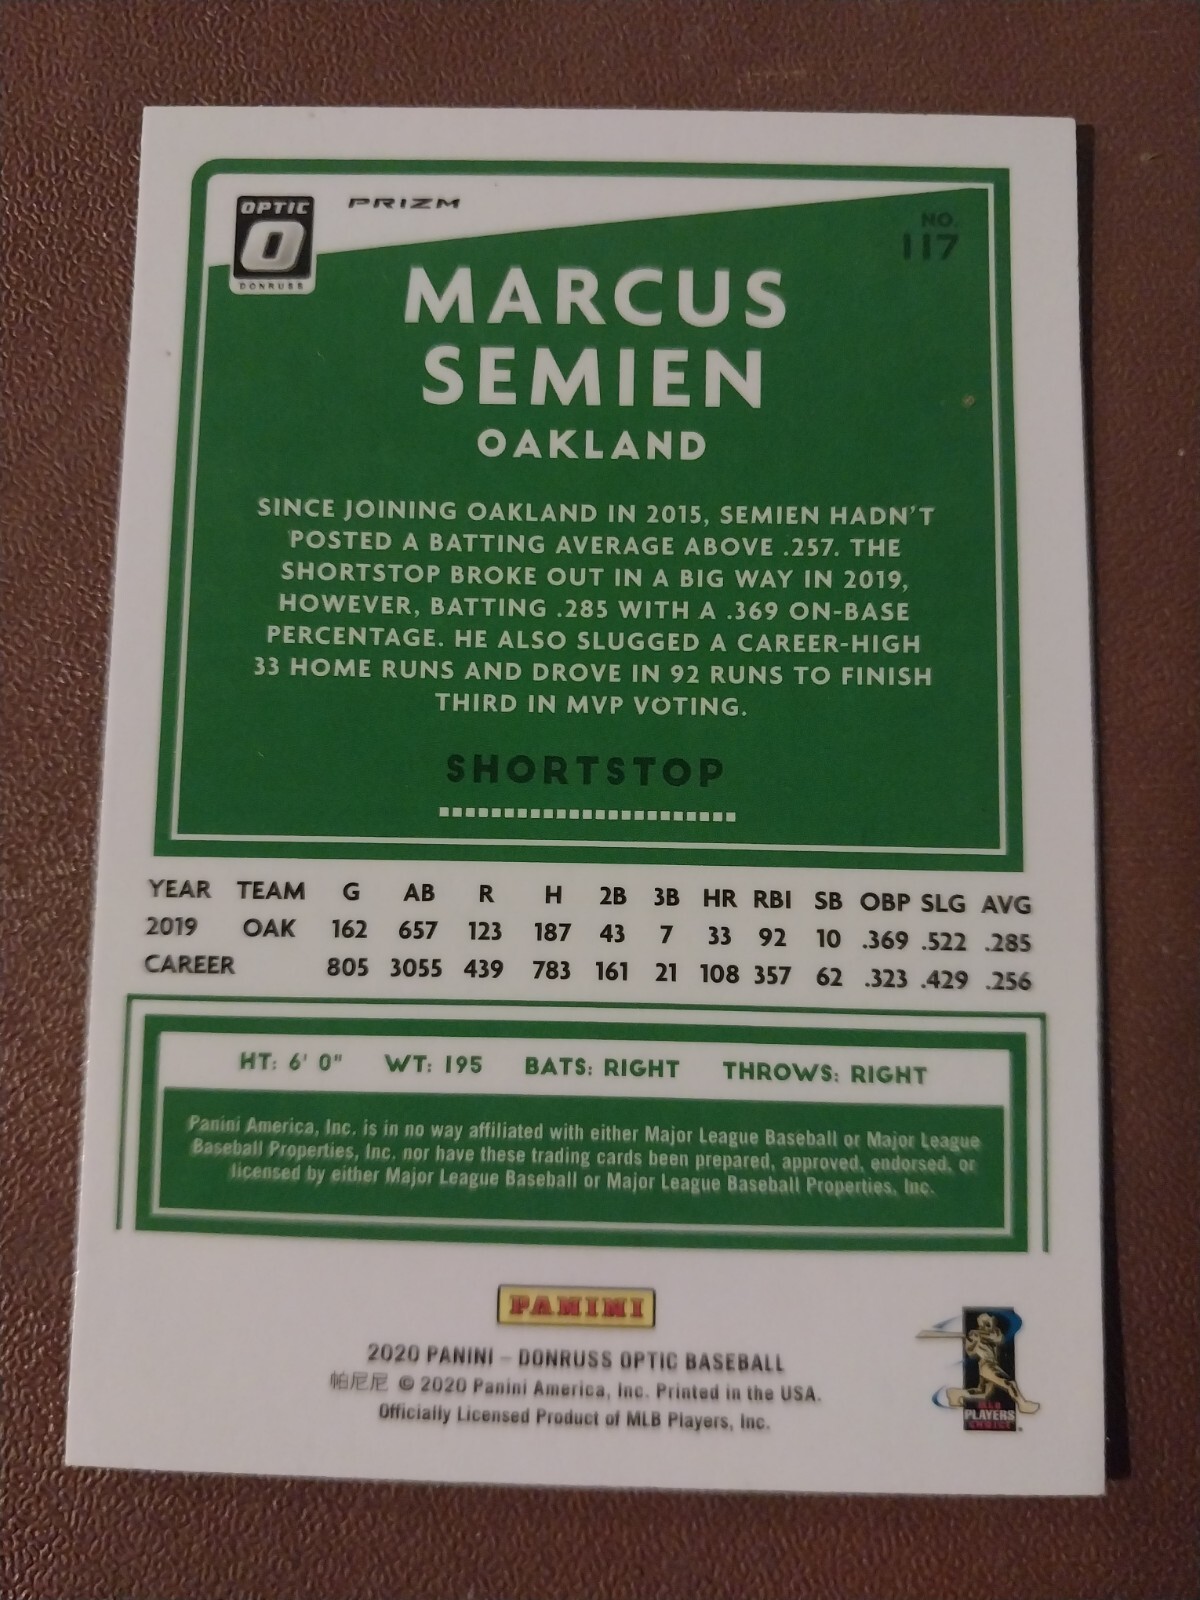 OPTIC
O
DONRUSS
PRIZM
NO.
117
MARCUS
SEMIEN
OAKLAND
SINCE JOINING OAKLAND IN 2015, SEMIEN HADN'T
POSTED A BATTING AVERAGE ABOVE .257. THE
SHORTSTOP BROKE OUT IN A BIG WAY IN 2019,
HOWEVER, BATTING .285 WITH A .369 ON-BASE
PERCENTAGE. HE ALSO SLUGGED A CAREER-HIGH
33 HOME RUNS AND DROVE IN 92 RUNS TO FINISH
THIRD IN MVP VOTING.
SHORTSTOP
YEAR TEAM G AB R H 2B 3B HR RBI SB OBP SLG AVG
2019 OAK 162 657 123 187 43 7 33 92 10 .369 .522 .285
CAREER 805 3055 439 783 161 21 108 357 62 .323 .429 .256
HT: 6' 0" WT: 195 BATS: RIGHT THROWS: RIGHT
Panini America, Inc. is in no way affiliated with either Major League Baseball or Major League
Baseball Properties, Inc. nor have these trading cards been prepared, approved, endorsed, or
licensed by either Major League Baseball or Major League Baseball Properties, Inc.
PANINI
2020 PANINI – DONRUSS OPTIC BASEBALL
帕尼尼 © 2020 Panini America, Inc. Printed in the USA.
Officially Licensed Product of MLB Players, Inc.
MLB
PLAYERS
CHOICE